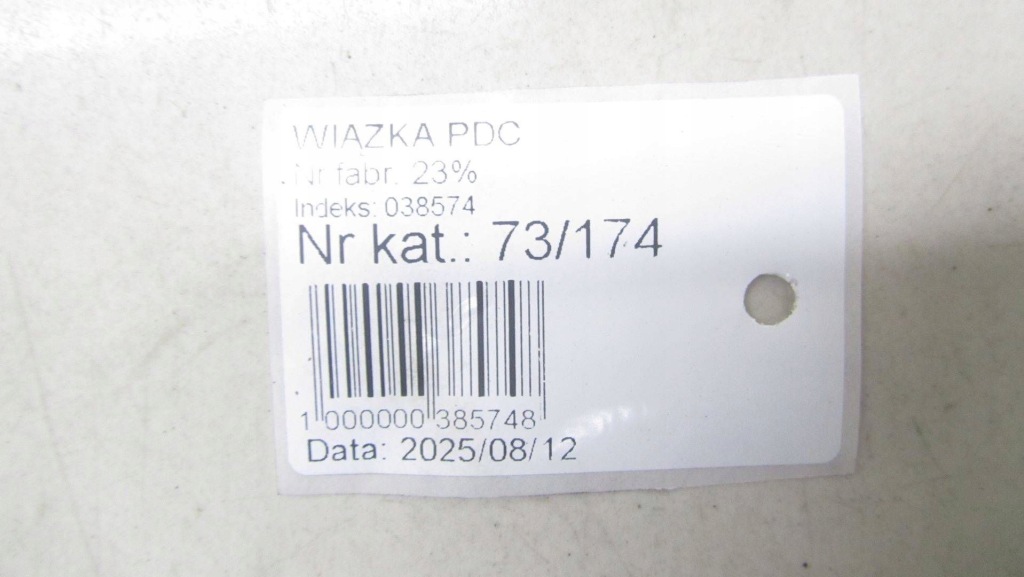 WIĄZKA PDC
Nr fabr. 23%
Indeks: 038574
Nr kat.: 73/174
1 000000 385748
Data: 2025/08/12